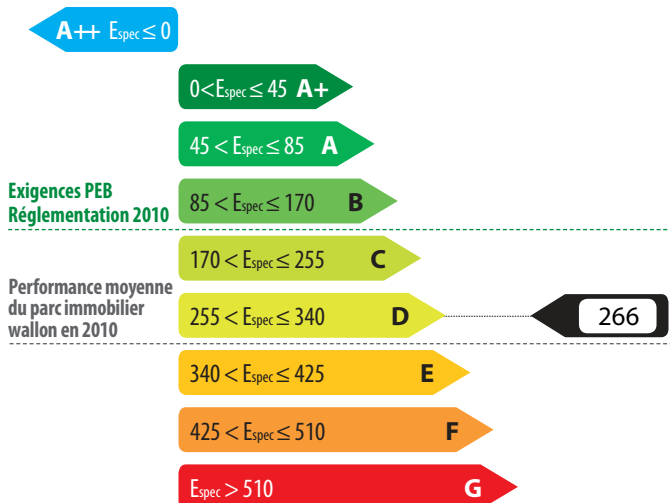 A++ Espec ≤ 0
0 < Espec ≤ 45 A+
45 < Espec ≤ 85 A
Exigences PEB
Réglementation 2010
85 < Espec ≤ 170 B
170 < Espec ≤ 255 C
Performance moyenne
du parc immobilier
wallon en 2010
255 < Espec ≤ 340 D
266
340 < Espec ≤ 425 E
425 < Espec ≤ 510 F
Espec > 510 G